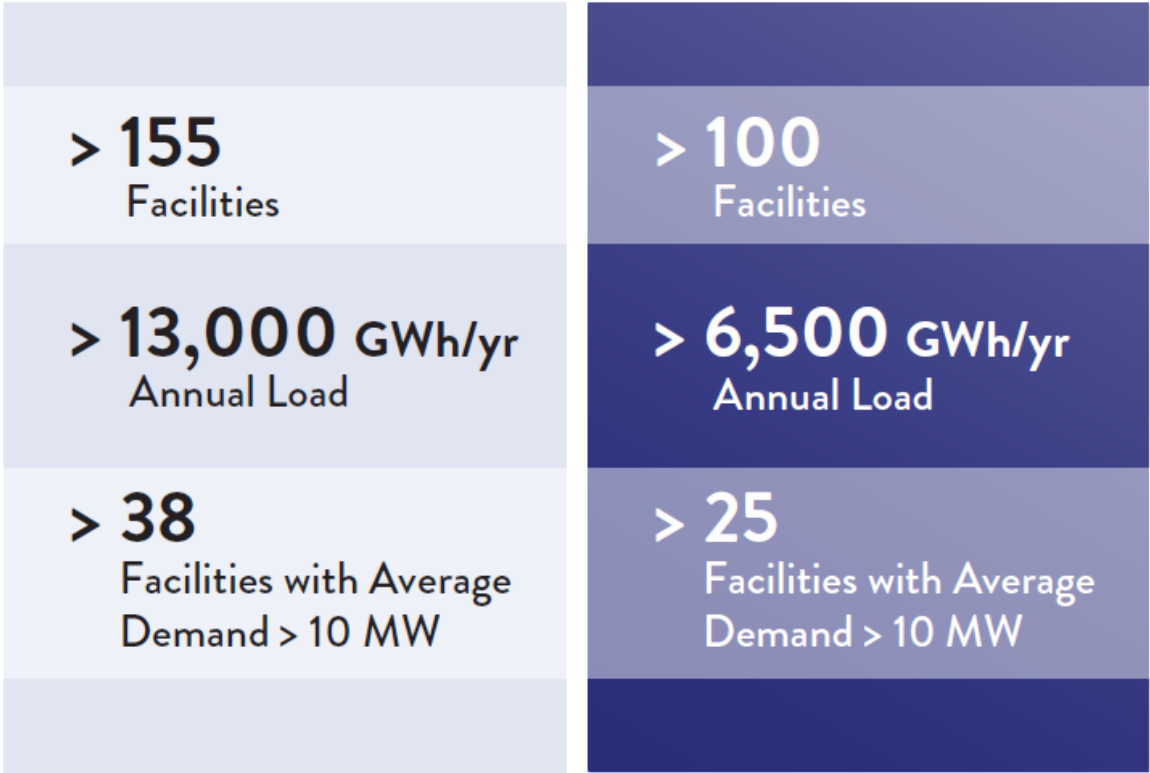 > 155
Facilities
> 13,000 GWh/yr
Annual Load
> 38
Facilities with Average
Demand > 10 MW
> 100
Facilities
> 6,500 GWh/yr
Annual Load
> 25
Facilities with Average
Demand > 10 MW